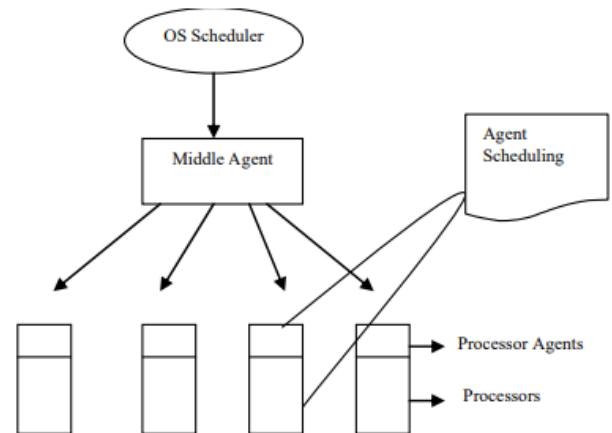 OS Scheduler
Middle Agent
Agent
Scheduling
Processor Agents
Processors